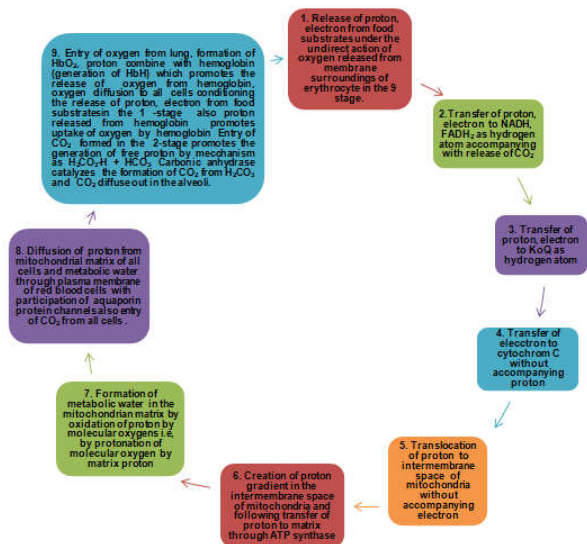 1. Release of proton,
electron from food
substrates under the
undirect action of
oxygen released from
membrane
surroundings of
erythrocyte in the 9
stage.
2.Transfer of proton,
electron to NADH,
FADH₂ as hydrogen
atom accompanying
with release of CO₂
3. Transfer of
proton, electron
to KoQ as
hydrogen atom
4. Transfer of
elecctron to
cytochrom C
without
accompanying
proton
5. Translocation
of proton to
intermembrane
space of
mitochondria
without
accompanying
electron
6. Creation of proton
gradient in the
intermembrane space
of mitochondria and
following transfer of
proton to matrix
through ATP synthase
7. Formation of
metabolic water in the
mitochondrian matrix by
oxidation of proton by
molecular oxygens i.e,
by protonation of
molecular oxygen by
matrix proton
8. Diffusion of proton from
mitochondrial matrix of all
cells and metabolic water
through plasma membrane
of red blood cells with
participation of aquaporin
protein channels also entry
of CO₂ from all cells .
9. Entry of oxygen from lung, formation of
HbO₂, proton combine with hemoglobin
(generation of HbH) which promotes the
release of oxygen from hemoglobin,
oxygen diffusion to all cells conditioning
the release of proton, electron from food
substratesin the 1 -stage also proton
released from hemoglobin promotes
uptake of oxygen by hemoglobin Entry of
CO₂ formed in the 2-stage promotes the
generation of free proton by mecchanism
as H₂CO₃-H + HCO₃ Carbonic anhydrase
catalyzes the formation of CO₂ from H₂CO₃
and CO₂ diffuse out in the alveoli.